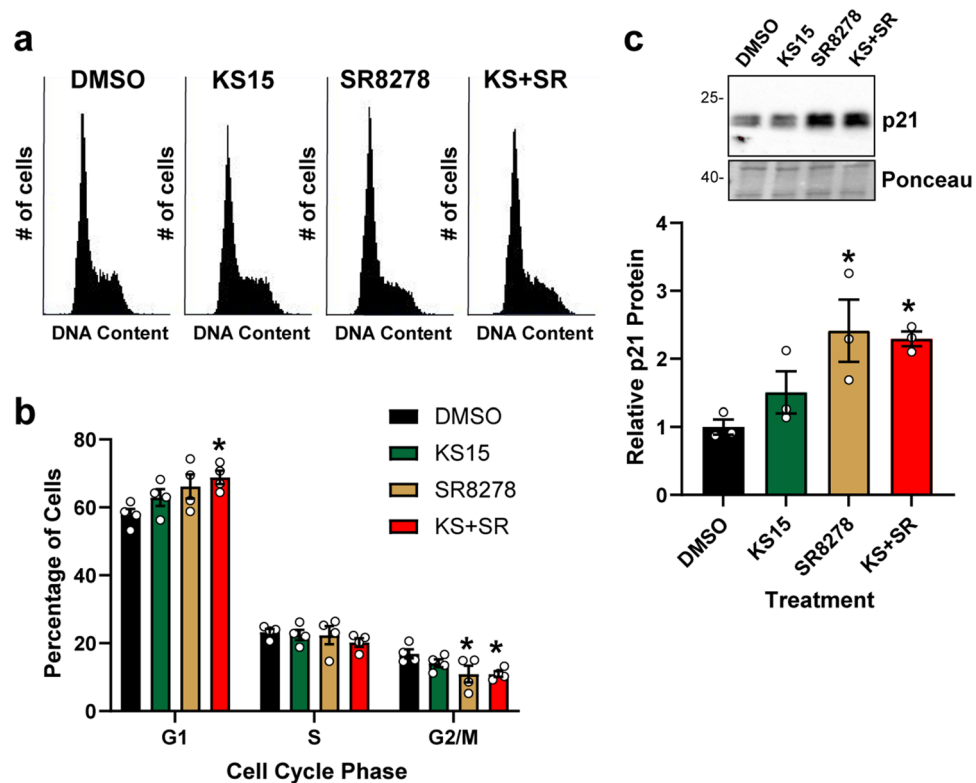 a
DMSO
KS15
SR8278
KS+SR
# of cells
# of cells
# of cells
# of cells
DNA Content
DNA Content
DNA Content
DNA Content
b
DMSO
KS15
SR8278
KS+SR
Percentage of Cells
80
60
40
20
0
*
*
*
G1
S
G2/M
Cell Cycle Phase
c
DMSO
KS15
SR8278
KS+SR
25-
p21
40-
Ponceau
Relative p21 Protein
4
3
2
1
0
*
*
DMSO
KS15
SR8278
KS+SR
Treatment